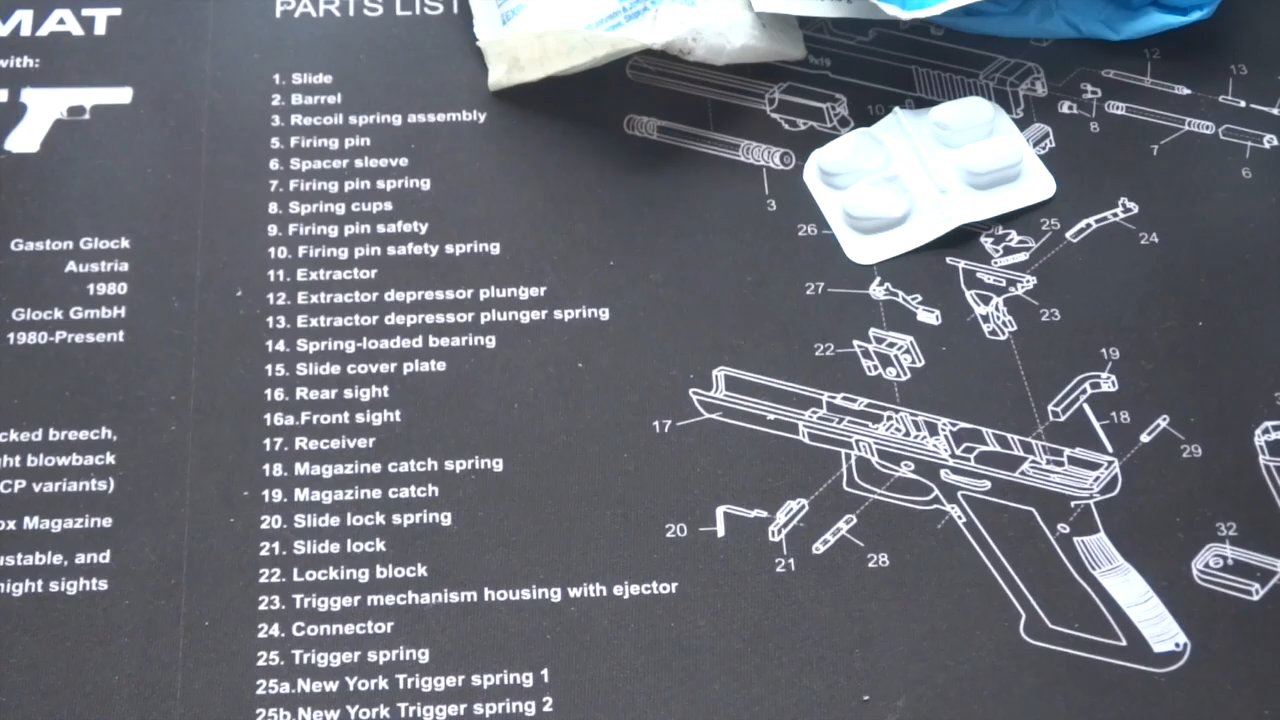 MAT
with:
Gaston Glock
Austria
1980
Glock GmbH
1980-Present
cked breech,
ht blowback
CP variants)
ox Magazine
ustable, and
night sights
PARTS LIST
1. Slide
2. Barrel
3. Recoil spring assembly
5. Firing pin
6. Spacer sleeve
7. Firing pin spring
8. Spring cups
9. Firing pin safety
10. Firing pin safety spring
11. Extractor
12. Extractor depressor plunger
13. Extractor depressor plunger spring
14. Spring-loaded bearing
15. Slide cover plate
16. Rear sight
16a.Front sight
17. Receiver
18. Magazine catch spring
19. Magazine catch
20. Slide lock spring
21. Slide lock
22. Locking block
23. Trigger mechanism housing with ejector
24. Connector
25. Trigger spring
25a.New York Trigger spring 1
25b.New York Trigger spring 2
9x19
12
13
10
8
7
6
3
26
25
24
27
23
22
19
17
18
29
20
21
28
32